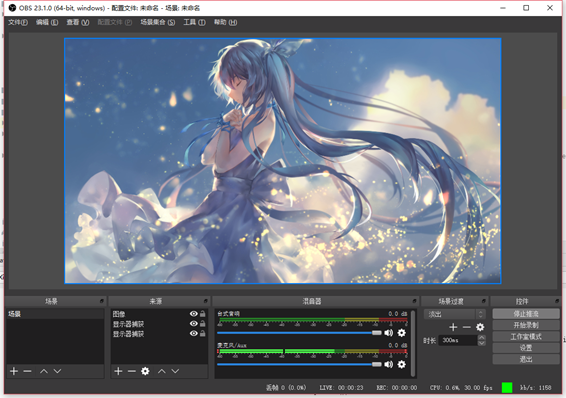 OBS 23.1.0 (64-bit, windows) - 配置文件: 未命名 - 场景: 未命名
文件(F) 编辑 (E) 查看 (V) 配置文件 (P) 场景集合 (S) 工具 (T) 帮助 (H)
场景 来源 混音器 场景过渡 控件
场景
图像
显示器捕获
显示器捕获
台式音响 0.0 dB
麦克风/Aux 0.0 dB
淡出
时长 300ms
停止推流
开始录制
工作室模式
设置
退出
丢帧 0 (0.0%) LIVE: 00:00:23 REC: 00:00:00 CPU: 0.6%, 30.00 fps kb/s: 1158